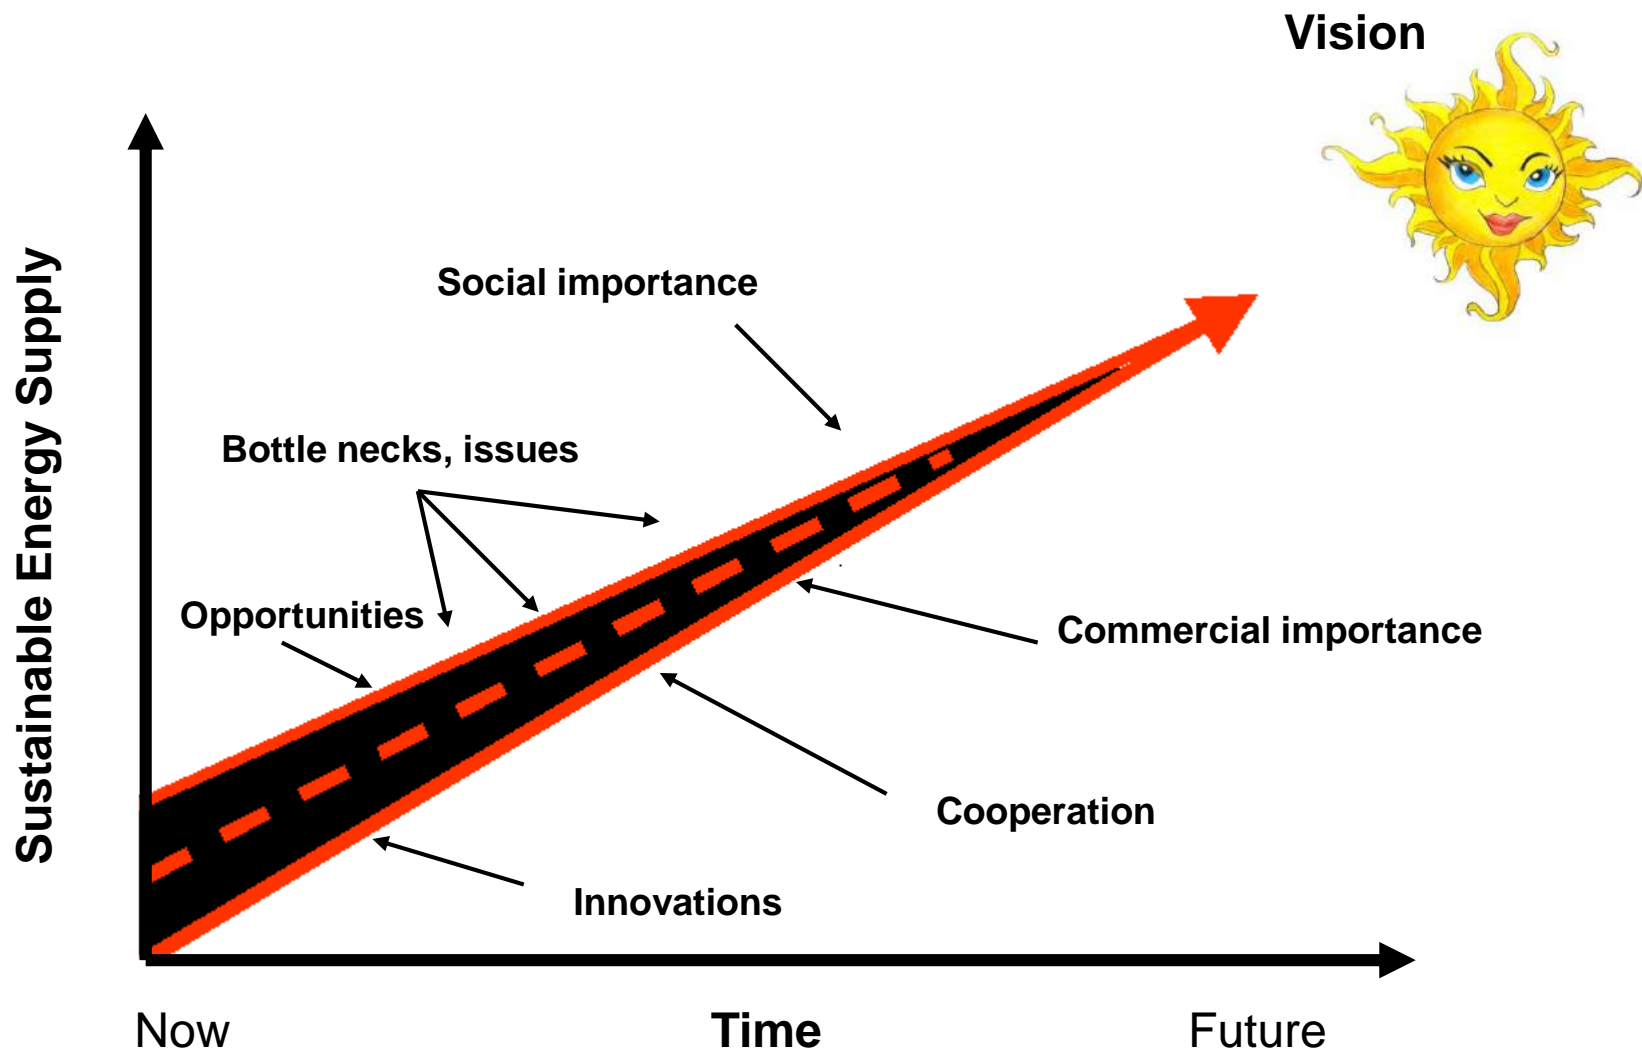 Vision
Social importance
Sustainable Energy Supply
Bottle necks, issues
Opportunities
Commercial importance
Cooperation
Innovations
Now
Time
Future